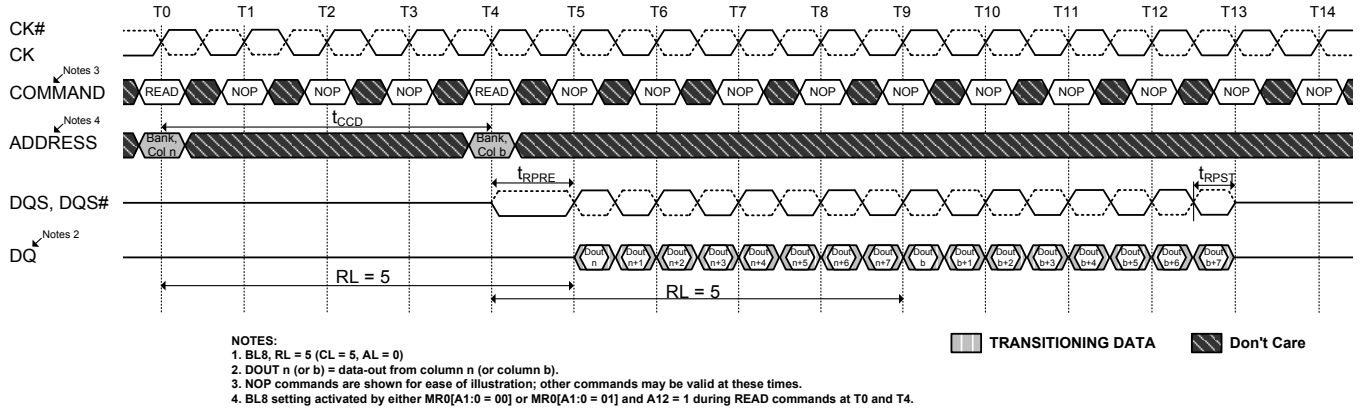 T0 T1 T2 T3 T4 T5 T6 T7 T8 T9 T10 T11 T12 T13 T14
CK#
CK
Notes 3
COMMAND READ NOP NOP NOP READ NOP NOP NOP NOP NOP NOP NOP NOP NOP NOP
tCCD
Notes 4
ADDRESS
Bank, Col n
Bank, Col b
tRPRE
tRPST
DQS, DQS#
Notes 2
DQ
Dout n
Dout n+1
Dout n+2
Dout n+3
Dout n+4
Dout n+5
Dout n+6
Dout n+7
Dout b
Dout b+1
Dout b+2
Dout b+3
Dout b+4
Dout b+5
Dout b+6
Dout b+7
RL = 5
RL = 5
NOTES:
1. BL8, RL = 5 (CL = 5, AL = 0)
2. DOUT n (or b) = data-out from column n (or column b).
3. NOP commands are shown for ease of illustration; other commands may be valid at these times.
4. BL8 setting activated by either MR0[A1:0 = 00] or MR0[A1:0 = 01] and A12 = 1 during READ commands at T0 and T4.
TRANSITIONING DATA
Don't Care